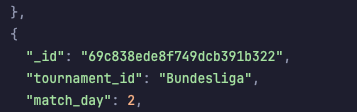 },
{
"_id": "69c838ede8f749dcb391b322",
"tournament_id": "Bundesliga",
"match_day": 2,